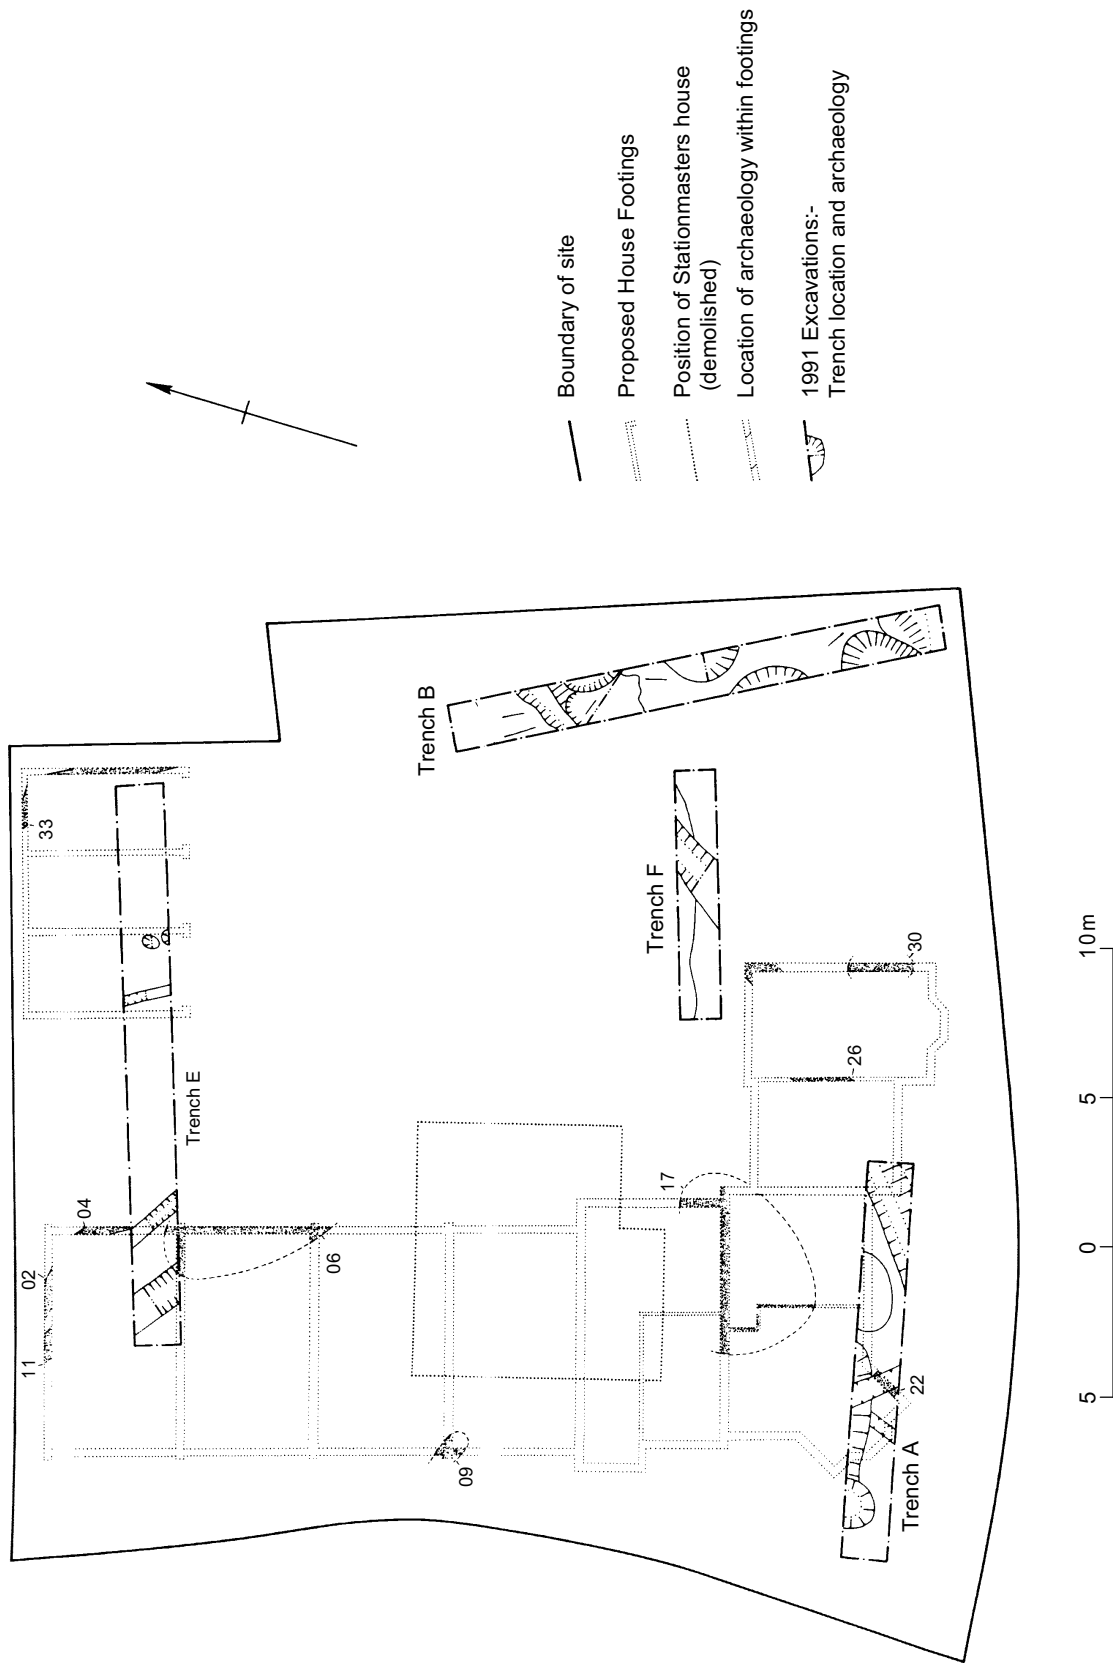 11
02
04
33
Trench E
06
09
Trench B
Trench F
17
26
30
22
Trench A
Boundary of site
Proposed House Footings
Position of Stationmasters house
(demolished)
Location of archaeology within footings
1991 Excavations:-
Trench location and archaeology
5
0
5
10m